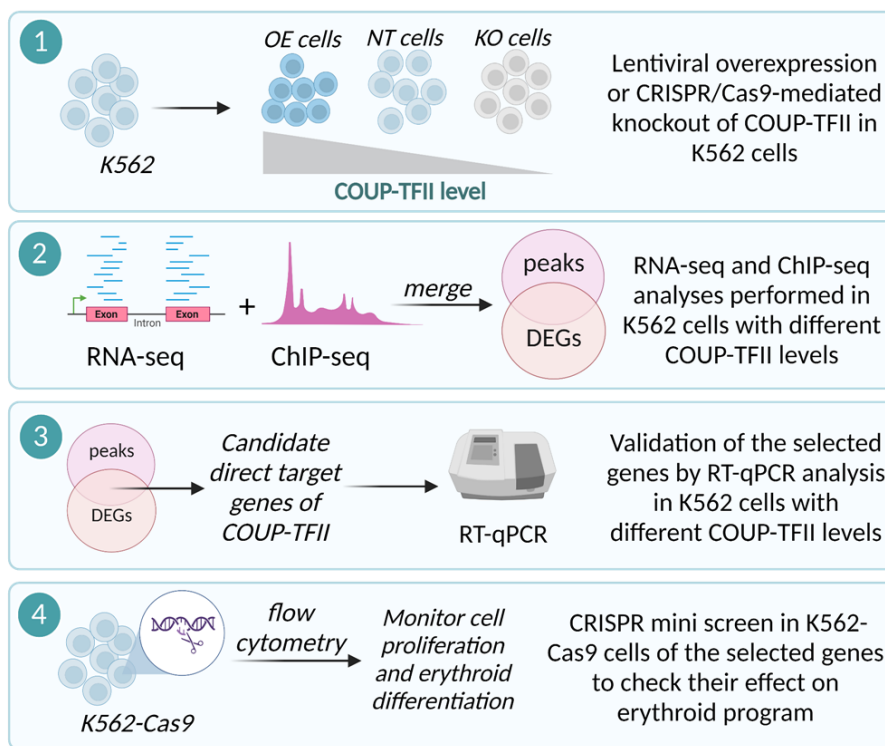 1
OE cells
NT cells
KO cells
K562
COUP-TFII level
Lentiviral overexpression
or CRISPR/Cas9-mediated
knockout of COUP-TFII in
K562 cells
2
Exon
Intron
Exon
RNA-seq
+
ChIP-seq
merge
peaks
DEGs
RNA-seq and ChIP-seq
analyses performed in
K562 cells with different
COUP-TFII levels
3
peaks
DEGs
Candidate
direct target
genes of
COUP-TFII
RT-qPCR
Validation of the selected
genes by RT-qPCR analysis
in K562 cells with
different COUP-TFII levels
4
K562-Cas9
flow
cytometry
Monitor cell
proliferation
and erythroid
differentiation
CRISPR mini screen in K562-
Cas9 cells of the selected genes
to check their effect on
erythroid program